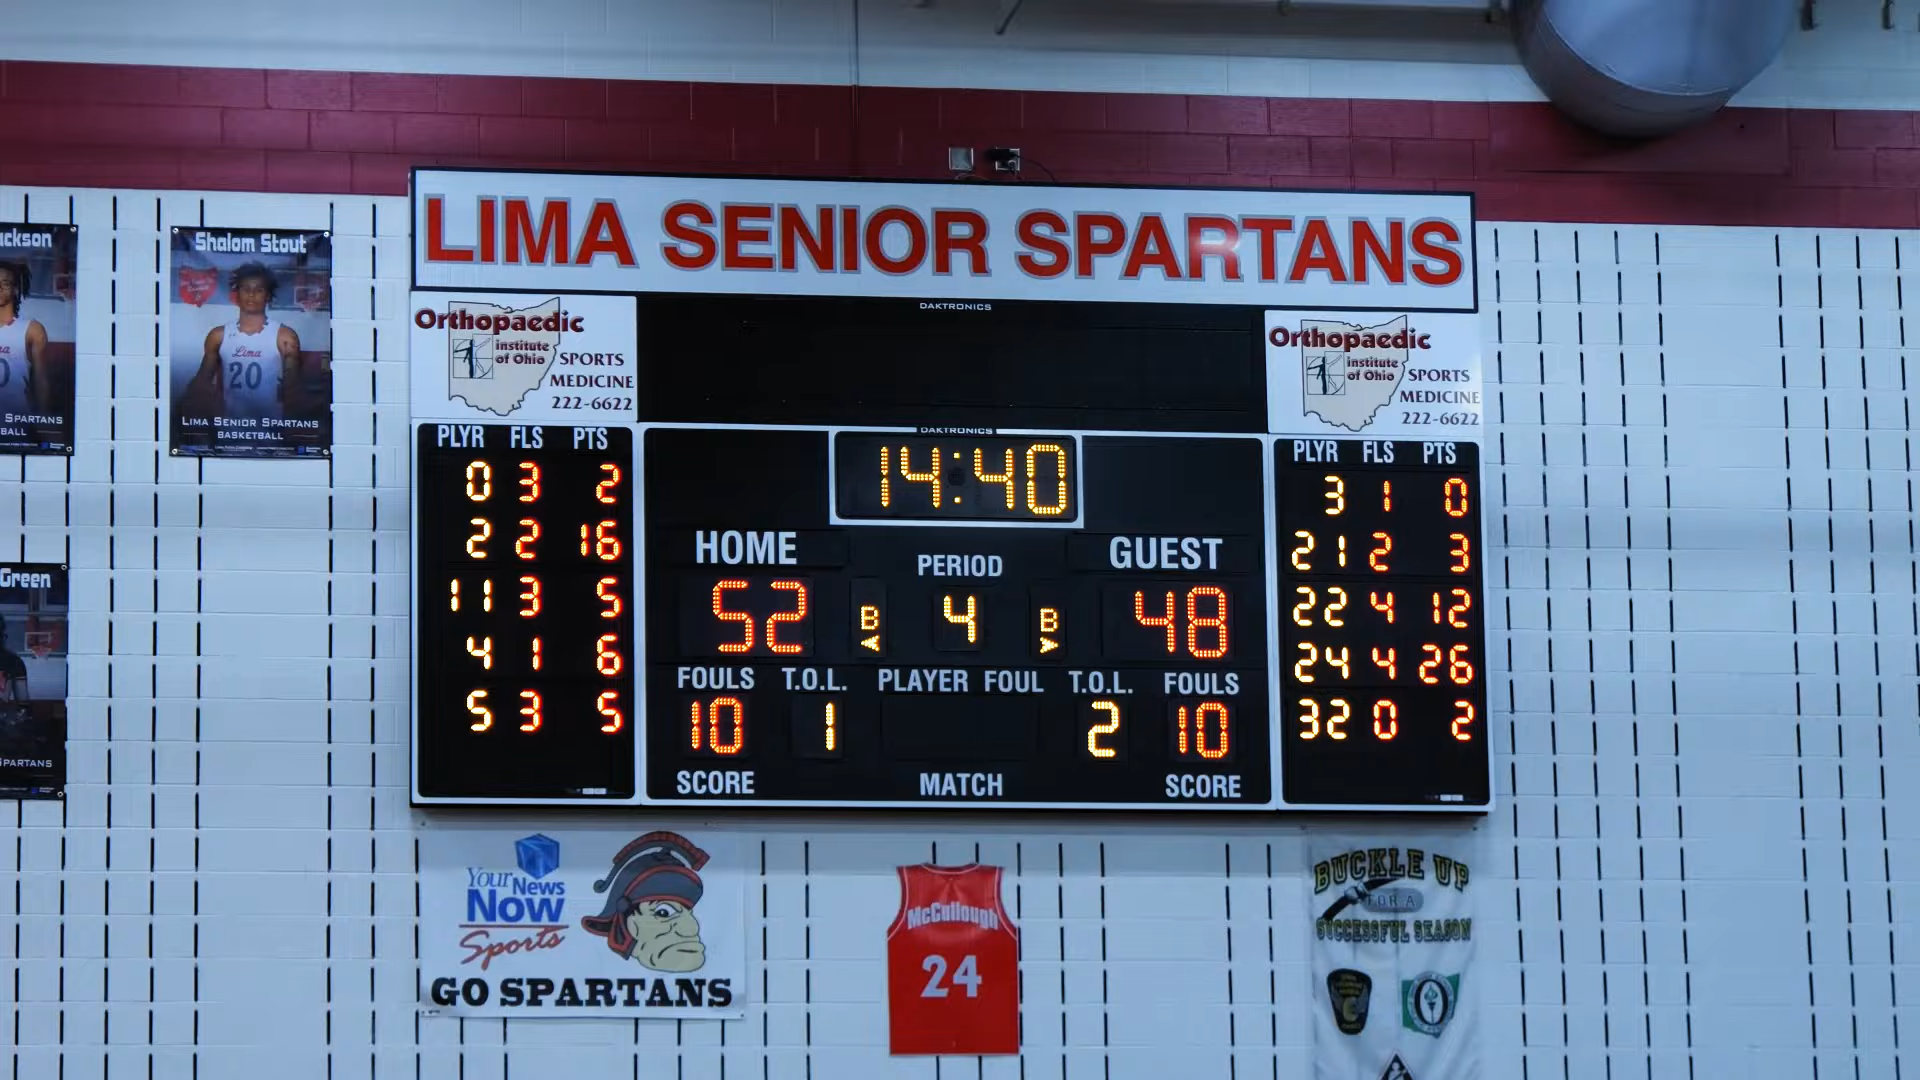 LIMA SENIOR SPARTANS
DAKTRONICS
Orthopaedic
institute
of Ohio
SPORTS
MEDICINE
222-6622
Orthopaedic
institute
of Ohio
SPORTS
MEDICINE
222-6622
DAKTRONICS
14:40
PLYR FLS PTS
0 3 2
2 2 16
11 3 5
4 1 6
5 3 5
HOME PERIOD GUEST
52 B 4 B 48
FOULS T.O.L. PLAYER FOUL T.O.L. FOULS
10 1 2 10
SCORE MATCH SCORE
PLYR FLS PTS
3 1 0
21 2 3
22 4 12
24 4 26
32 0 2
ckson
SPARTANS
BALL
Shalom Stout
Lima
20
LIMA SENIOR SPARTANS
BASKETBALL
Green
SPARTANS
Your News
Now
Sports
GO SPARTANS
McCullough
24
BUCKLE UP
FOR A
SUCCESSFUL SEASON